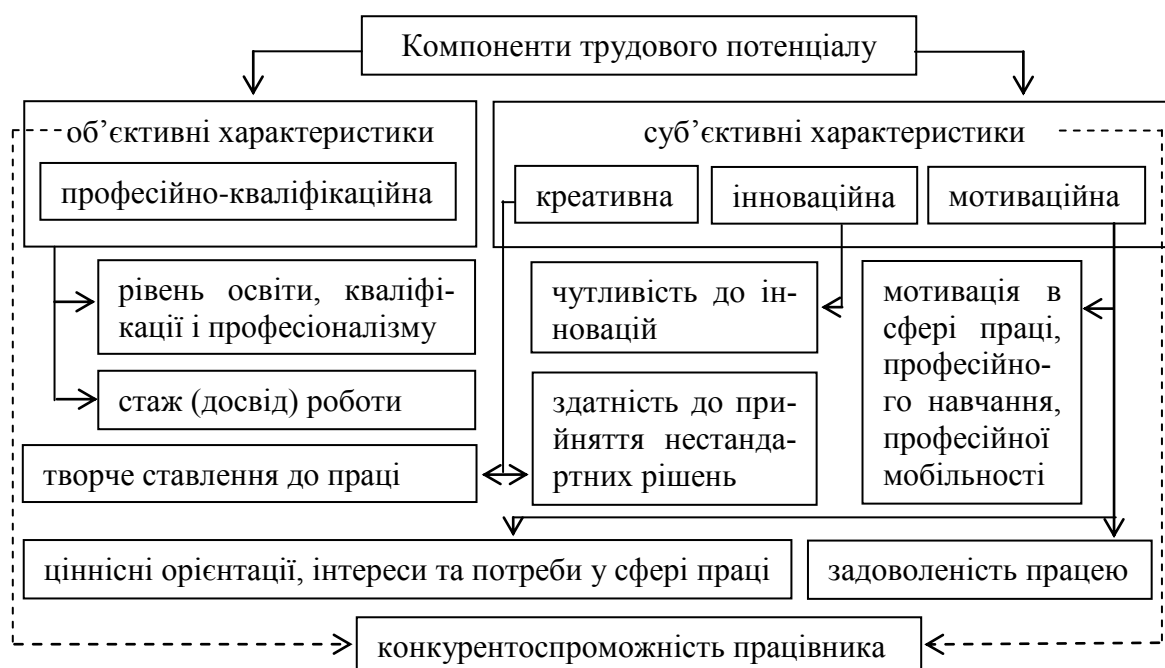 Компоненти трудового потенціалу
об’єктивні характеристики
суб’єктивні характеристики
професійно-кваліфікаційна
креативна
інноваційна
мотиваційна
рівень освіти, кваліфі-
кації і професіоналізму
чутливість до ін-
новацій
мотивація в
сфері праці,
професійно-
го навчання,
професійної
мобільності
стаж (досвід) роботи
здатність до при-
йняття нестанда-
ртних рішень
творче ставлення до праці
ціннісні орієнтації, інтереси та потреби у сфері праці
задоволеність працею
конкурентоспроможність працівника